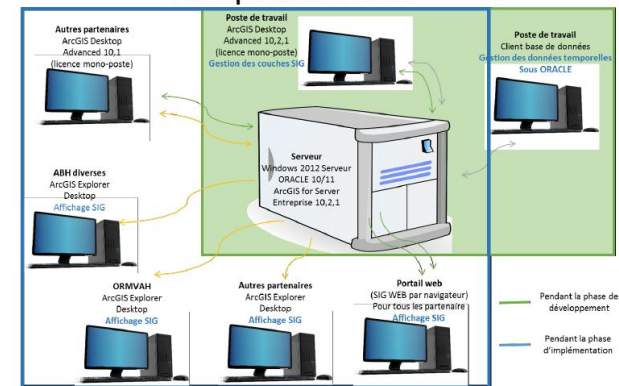 Autres partenaires
ArcGIS Desktop
Advanced 10,1
(licence mono-poste)
Poste de travail
ArcGIS Desktop
Advanced 10,2,1
(licence mono-poste)
Gestion des couches SIG
Poste de travail
Client base de données
Gestion des données temporelles
Sous ORACLE
Serveur
Windows 2012 Serveur
ORACLE 10/11
ArcGIS for Server
Entreprise 10,2,1
ABH diverses
ArcGIS Explorer
Desktop
Affichage SIG
ORMVAH
ArcGIS Explorer
Desktop
Affichage SIG
Autres partenaires
ArcGIS Explorer
Desktop
Affichage SIG
Portail web
(SIG WEB par navigateur)
Pour tous les partenaire
Affichage SIG
Pendant la phase de
développement
Pendant la phase
d'implémentation